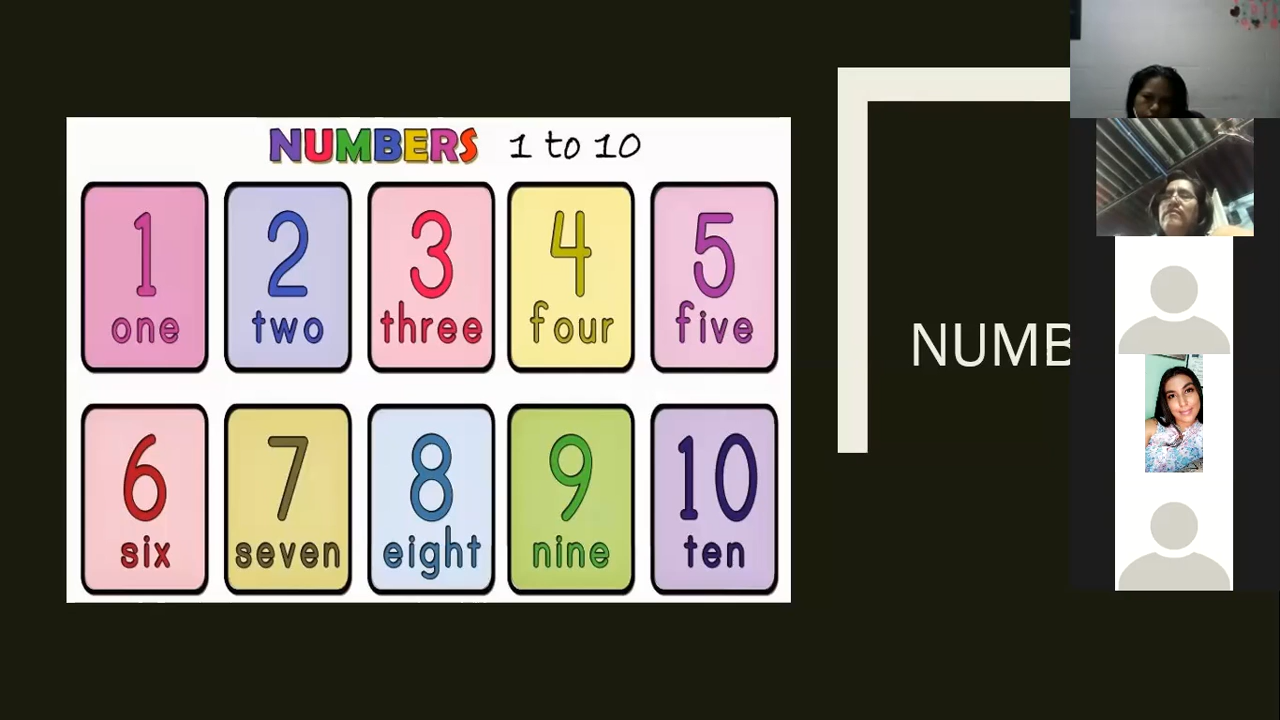 NUMBERS 1 to 10
1 2 3 4 5
one two three four five
6 7 8 9 10
six seven eight nine ten
NUMB